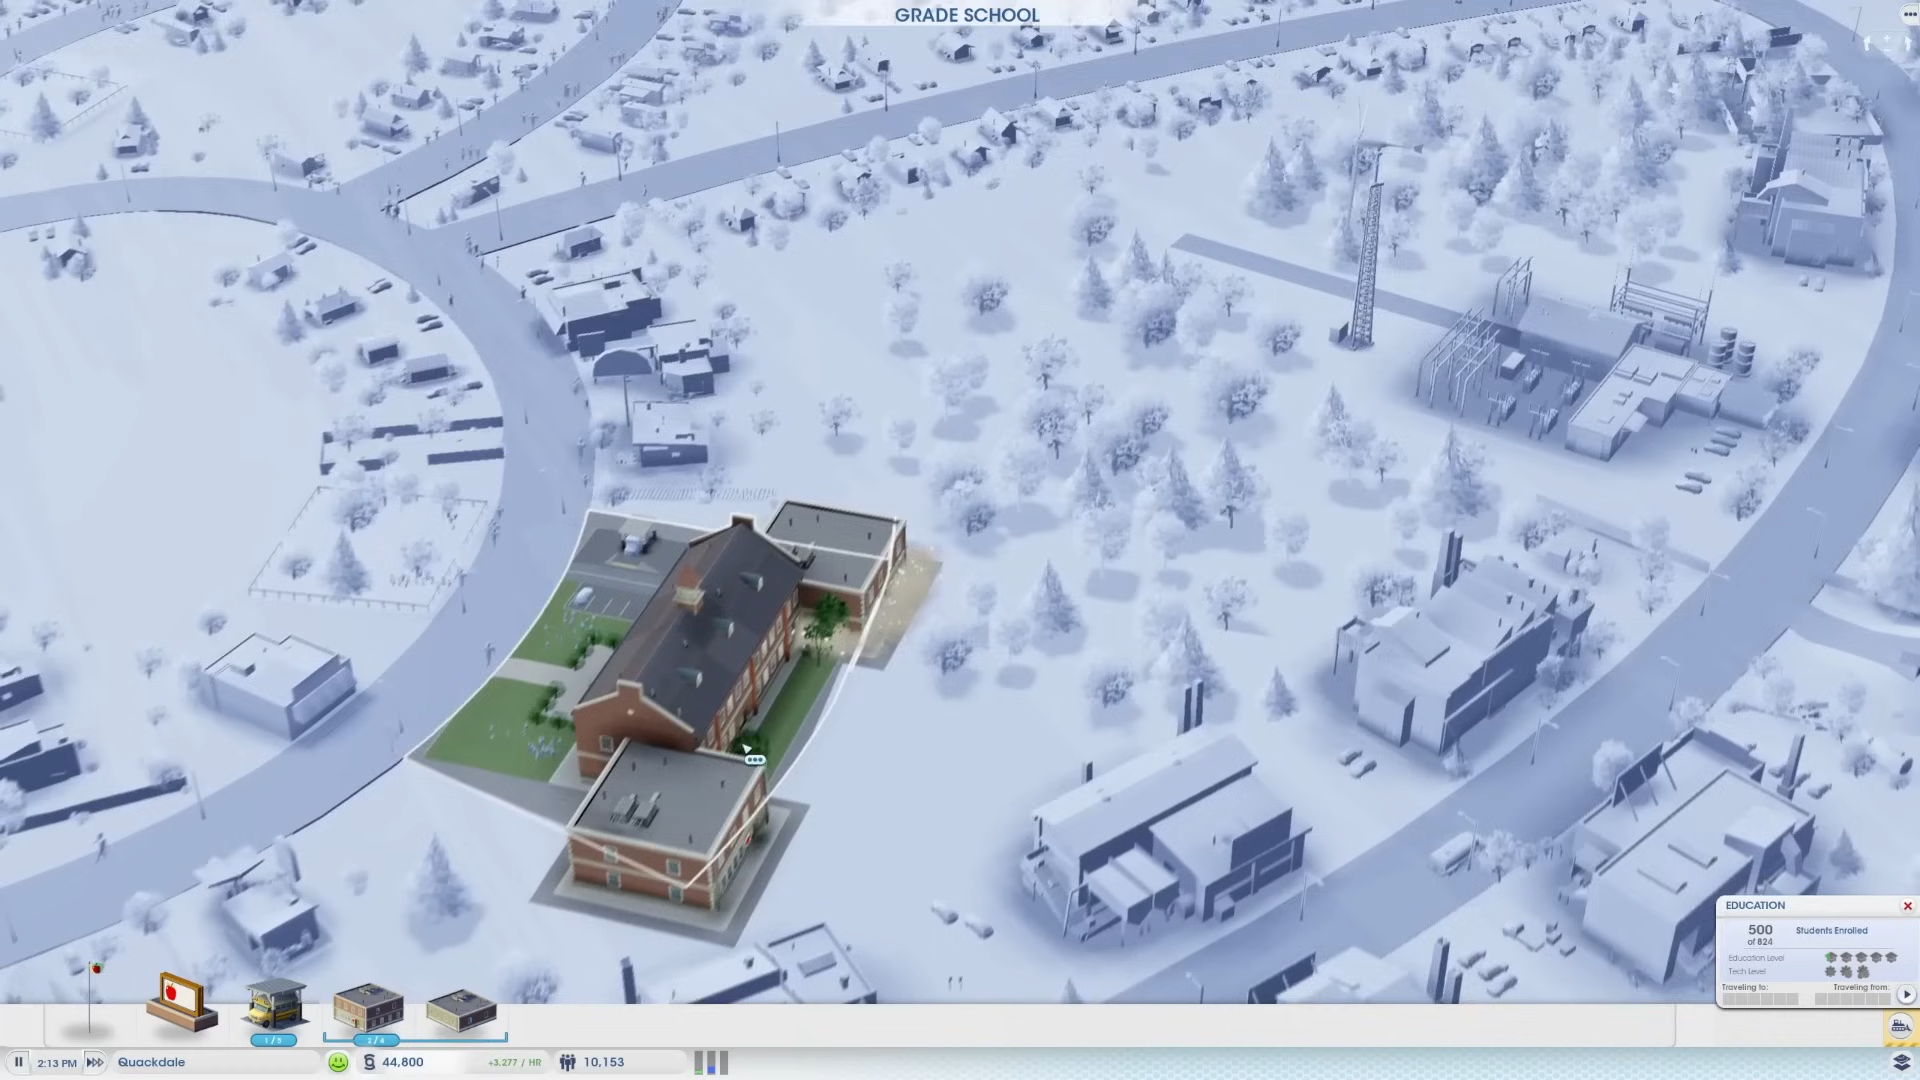 GRADE SCHOOL
EDUCATION
500
of 824
Students Enrolled
Education Level
Tech Level
Traveling to:
Traveling from:
1/5
2/4
2:13 PM
Quackdale
44,800
+3,277 / HR
10,153